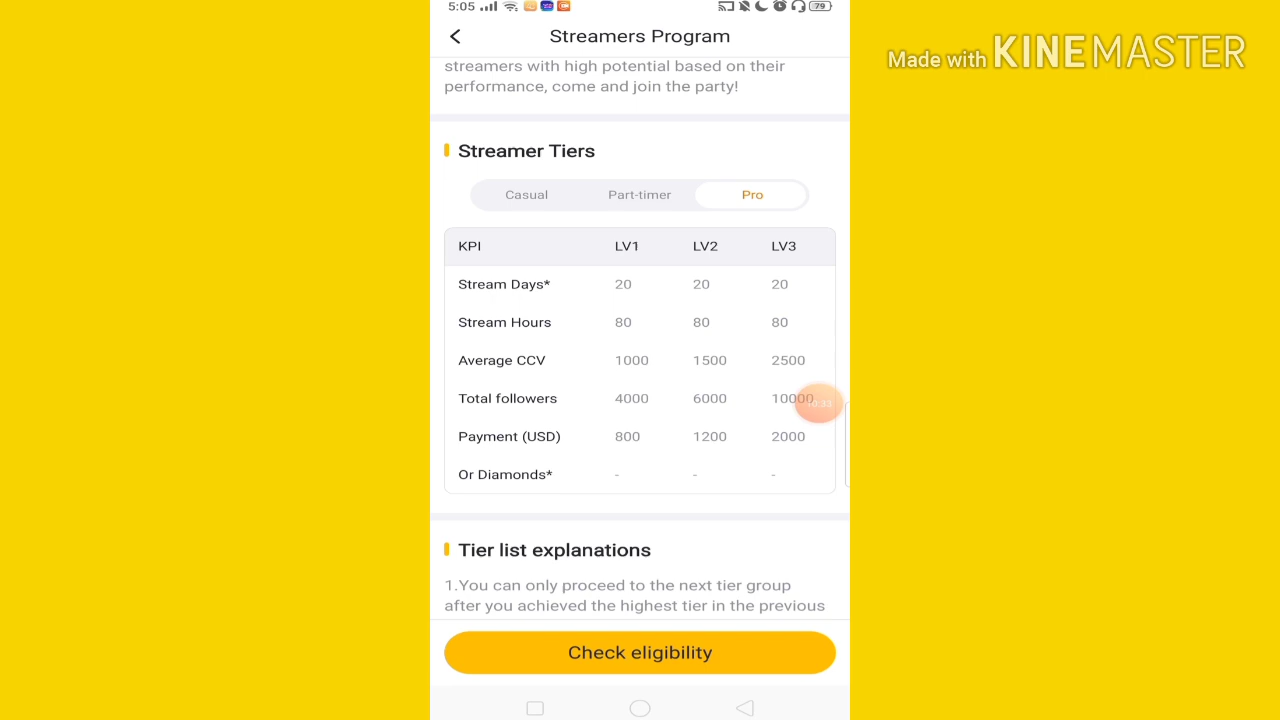 5:05
79
Streamers Program
Made with KINEMASTER
streamers with high potential based on their
performance, come and join the party!
Streamer Tiers
Casual Part-timer Pro
KPI LV1 LV2 LV3
Stream Days* 20 20 20
Stream Hours 80 80 80
Average CCV 1000 1500 2500
Total followers 4000 6000 10000
Payment (USD) 800 1200 2000
Or Diamonds* - - -
Tier list explanations
1.You can only proceed to the next tier group
after you achieved the highest tier in the previous
Check eligibility